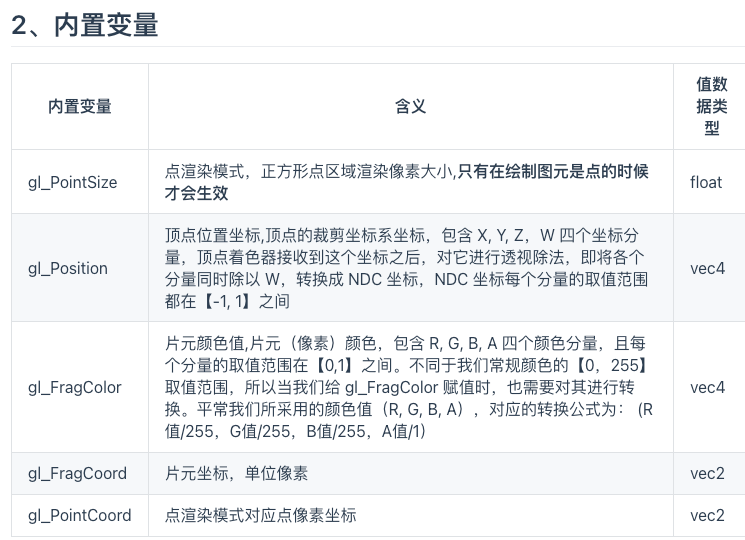 2、内置变量
内置变量
含义
值数
据类
型
gl_PointSize
点渲染模式，正方形点区域渲染像素大小,只有在绘制图元是点的时候
才会生效
float
gl_Position
顶点位置坐标,顶点的裁剪坐标系坐标，包含 X, Y, Z，W 四个坐标分
量，顶点着色器接收到这个坐标之后，对它进行透视除法，即将各个
分量同时除以 W，转换成 NDC 坐标，NDC 坐标每个分量的取值范围
都在【-1, 1】之间
vec4
gl_FragColor
片元颜色值,片元（像素）颜色，包含 R, G, B, A 四个颜色分量，且每
个分量的取值范围在【0,1】之间。不同于我们常规颜色的【0，255】
取值范围，所以当我们给 gl_FragColor 赋值时，也需要对其进行转
换。平常我们所采用的颜色值（R, G, B, A），对应的转换公式为： (R
值/255，G值/255，B值/255，A值/1）
vec4
gl_FragCoord
片元坐标，单位像素
vec2
gl_PointCoord
点渲染模式对应点像素坐标
vec2